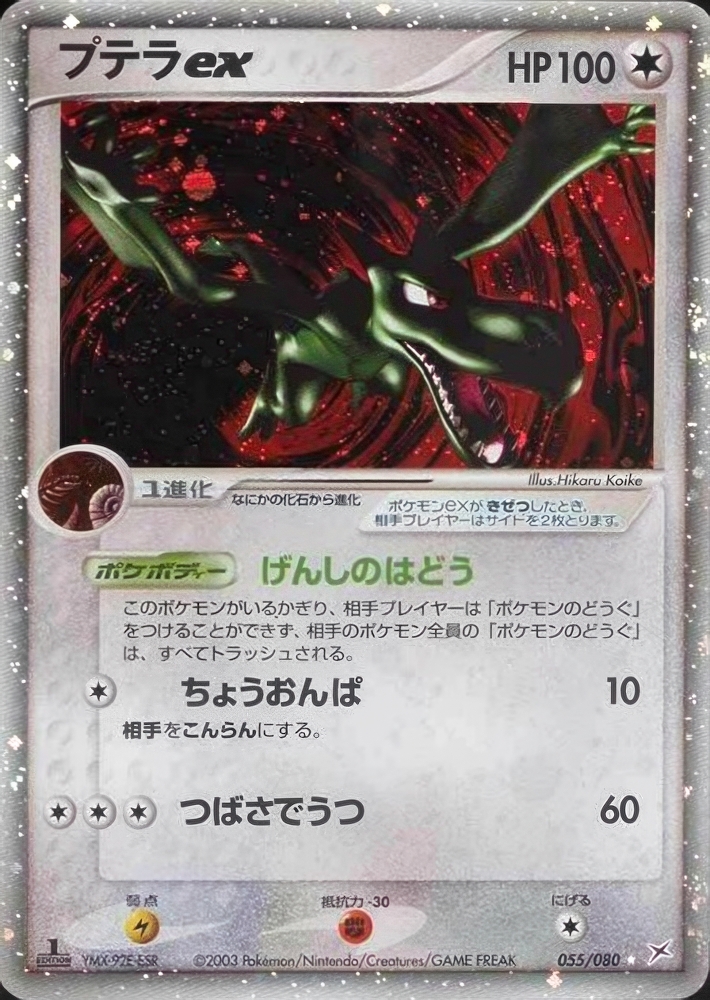 プテラex HP100
Illus.Hikaru Koike
1進化
なにかの化石から進化
ポケモンexが きぜつしたとき、
相手プレイヤーはサイドを2枚とります。
ポケボディー げんしのはどう
このポケモンがいるかぎり、相手プレイヤーは「ポケモンのどうぐ」
をつけることができず、相手のポケモン全員の「ポケモンのどうぐ」
は、すべてトラッシュされる。
ちょうおんぱ 10
相手をこんらんにする。
つばさでうつ 60
弱点 抵抗力 -30 にげる
1 EDITION YMX-92E-ESR ©2003 Pokémon/Nintendo/Creatures/GAME FREAK 055/080